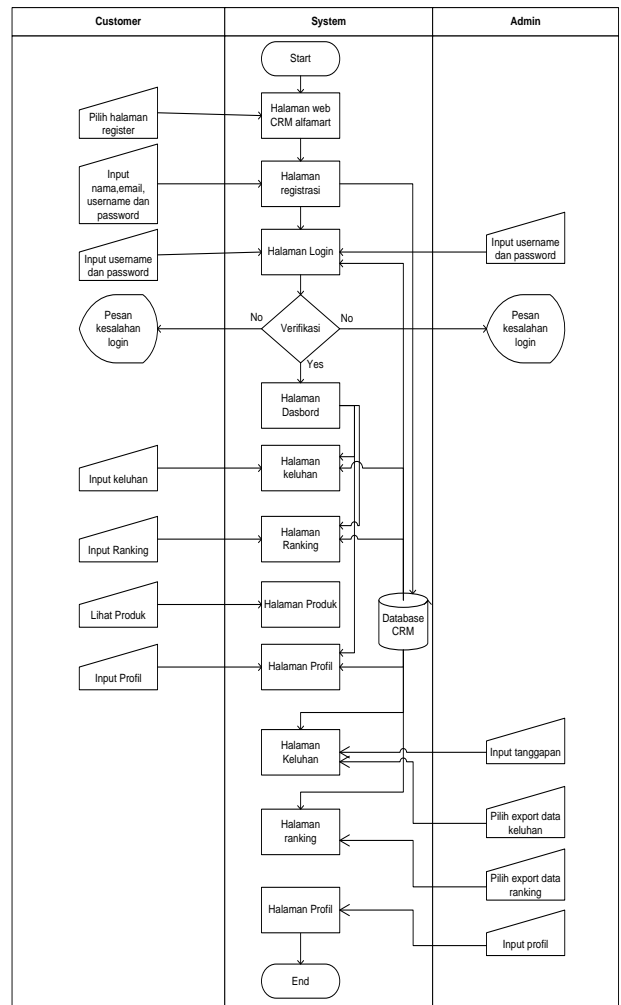 Customer
System
Admin
Start
Pilih halaman
register
Halaman web
CRM alfamart
Input
nama,email,
username dan
password
Halaman
registrasi
Input username
dan password
Halaman Login
Input username
dan password
Pesan
kesalahan
login
No
Verifikasi
No
Pesan
kesalahan
login
Yes
Halaman
Dasbord
Input keluhan
Halaman
keluhan
Input Ranking
Halaman
Ranking
Lihat Produk
Halaman Produk
Database
CRM
Input Profil
Halaman Profil
Halaman
Keluhan
Input tanggapan
Pilih export data
keluhan
Halaman
ranking
Pilih export data
ranking
Halaman Profil
Input profil
End